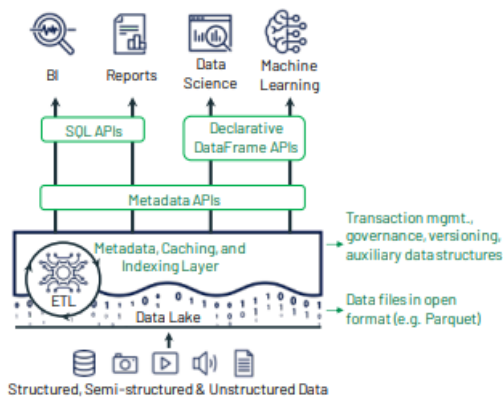 BI
Reports
Data
Science
Machine
Learning
SQL APIs
Declarative
DataFrame APIs
Metadata APIs
Metadata, Caching, and
Indexing Layer
Transaction mgmt.,
governance, versioning,
auxiliary data structures
ETL
Data Lake
Data files in open
format (e.g. Parquet)
Structured, Semi-structured & Unstructured Data